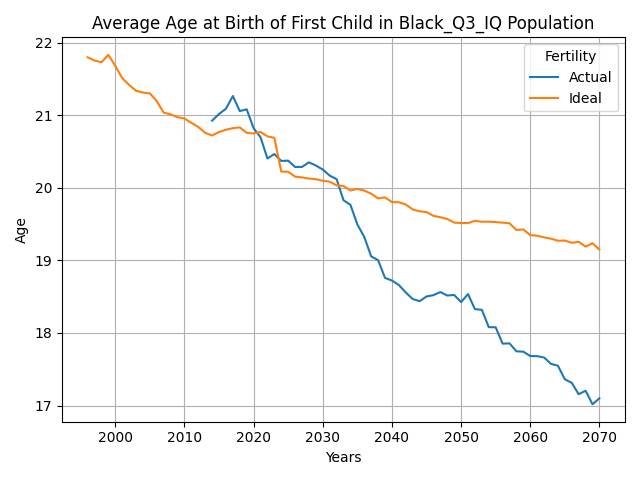 Average Age at Birth of First Child in Black_Q3_IQ Population
Fertility
Actual
Ideal
22
21
20
19
18
17
Age
2000
2010
2020
2030
2040
2050
2060
2070
Years